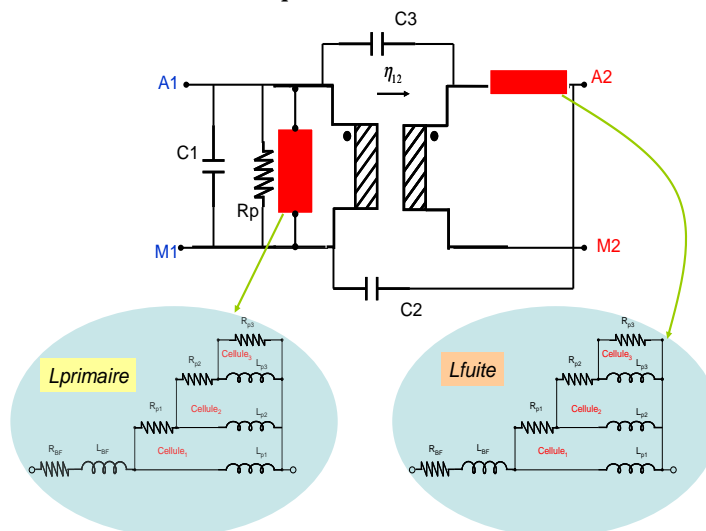 C3
η12
A1
A2
C1
Rp
M1
M2
C2
Lprimaire
Rp3
Cellule3
Rp2
Lp3
Rp1
Cellule2
Lp2
RBF
LBF
Cellule1
Lp1
Lfuite
Rp3
Cellule3
Rp2
Lp3
Rp1
Cellule2
Lp2
RBF
LBF
Cellule1
Lp1